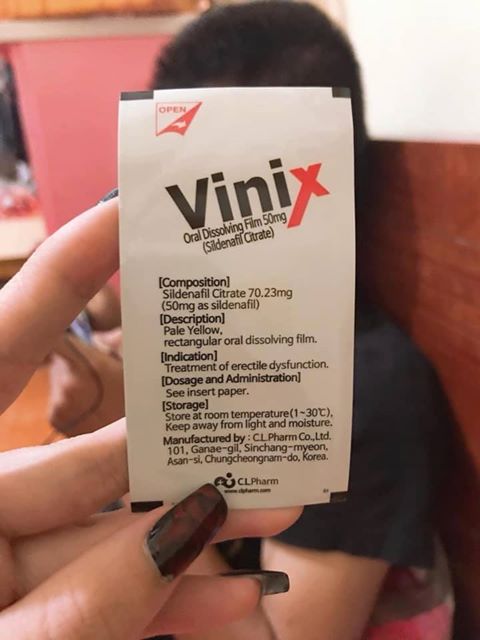 OPEN
Vinix
Oral Dissolving Film 50mg
(Sildenafil Citrate)
[Composition]
Sildenafil Citrate 70.23mg
(50mg as sildenafil)
[Description]
Pale Yellow,
rectangular oral dissolving film.
[Indication]
Treatment of erectile dysfunction.
[Dosage and Administration]
See insert paper.
[Storage]
Store at room temperature(1~30℃),
Keep away from light and moisture.
Manufactured by : C.L.Pharm Co.,Ltd.
101, Ganae-gil, Sinchang-myeon,
Asan-si, Chungcheongnam-do, Korea.
CLPharm
www.clpharm.com